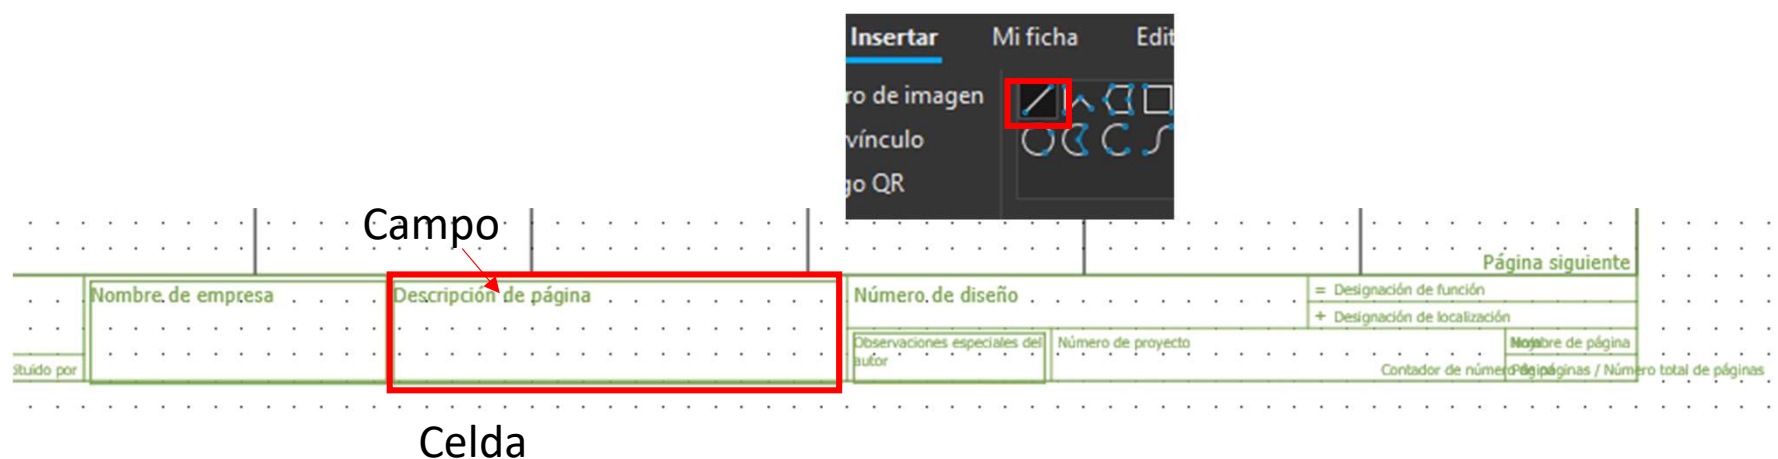 Insertar Mi ficha Edit
ro de imagen
vínculo
go QR
Campo
Página siguiente
Nombre de empresa Descripción de página Número de diseño = Designación de función
+ Designación de localización
Observaciones especiales del autor Número de proyecto Nombre de página
tituido por Contador de número de páginas / Número total de páginas
Celda